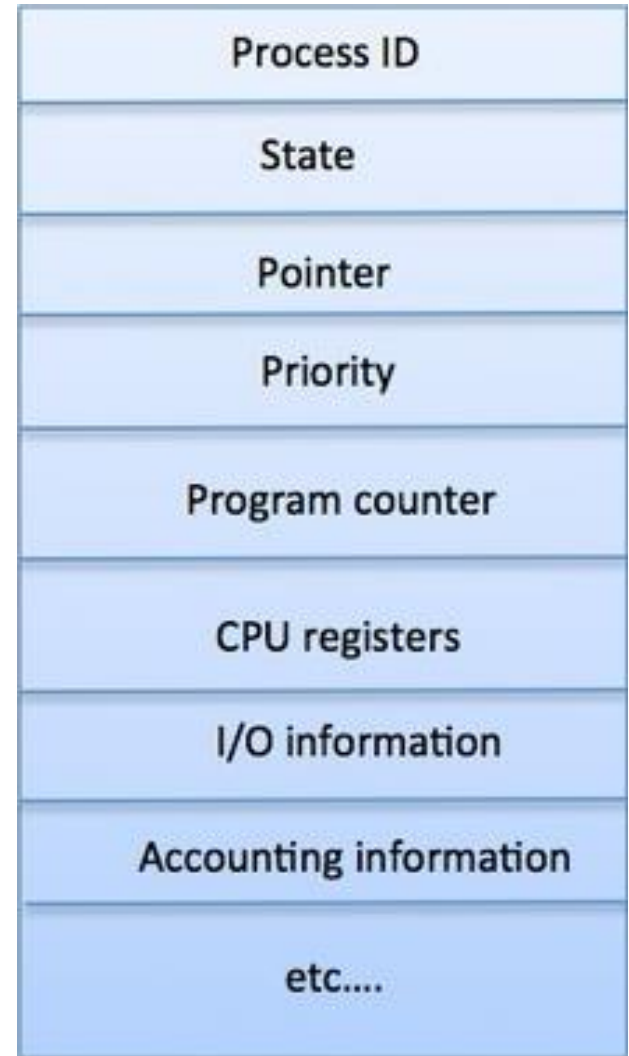 Process ID
State
Pointer
Priority
Program counter
CPU registers
I/O information
Accounting information
etc....